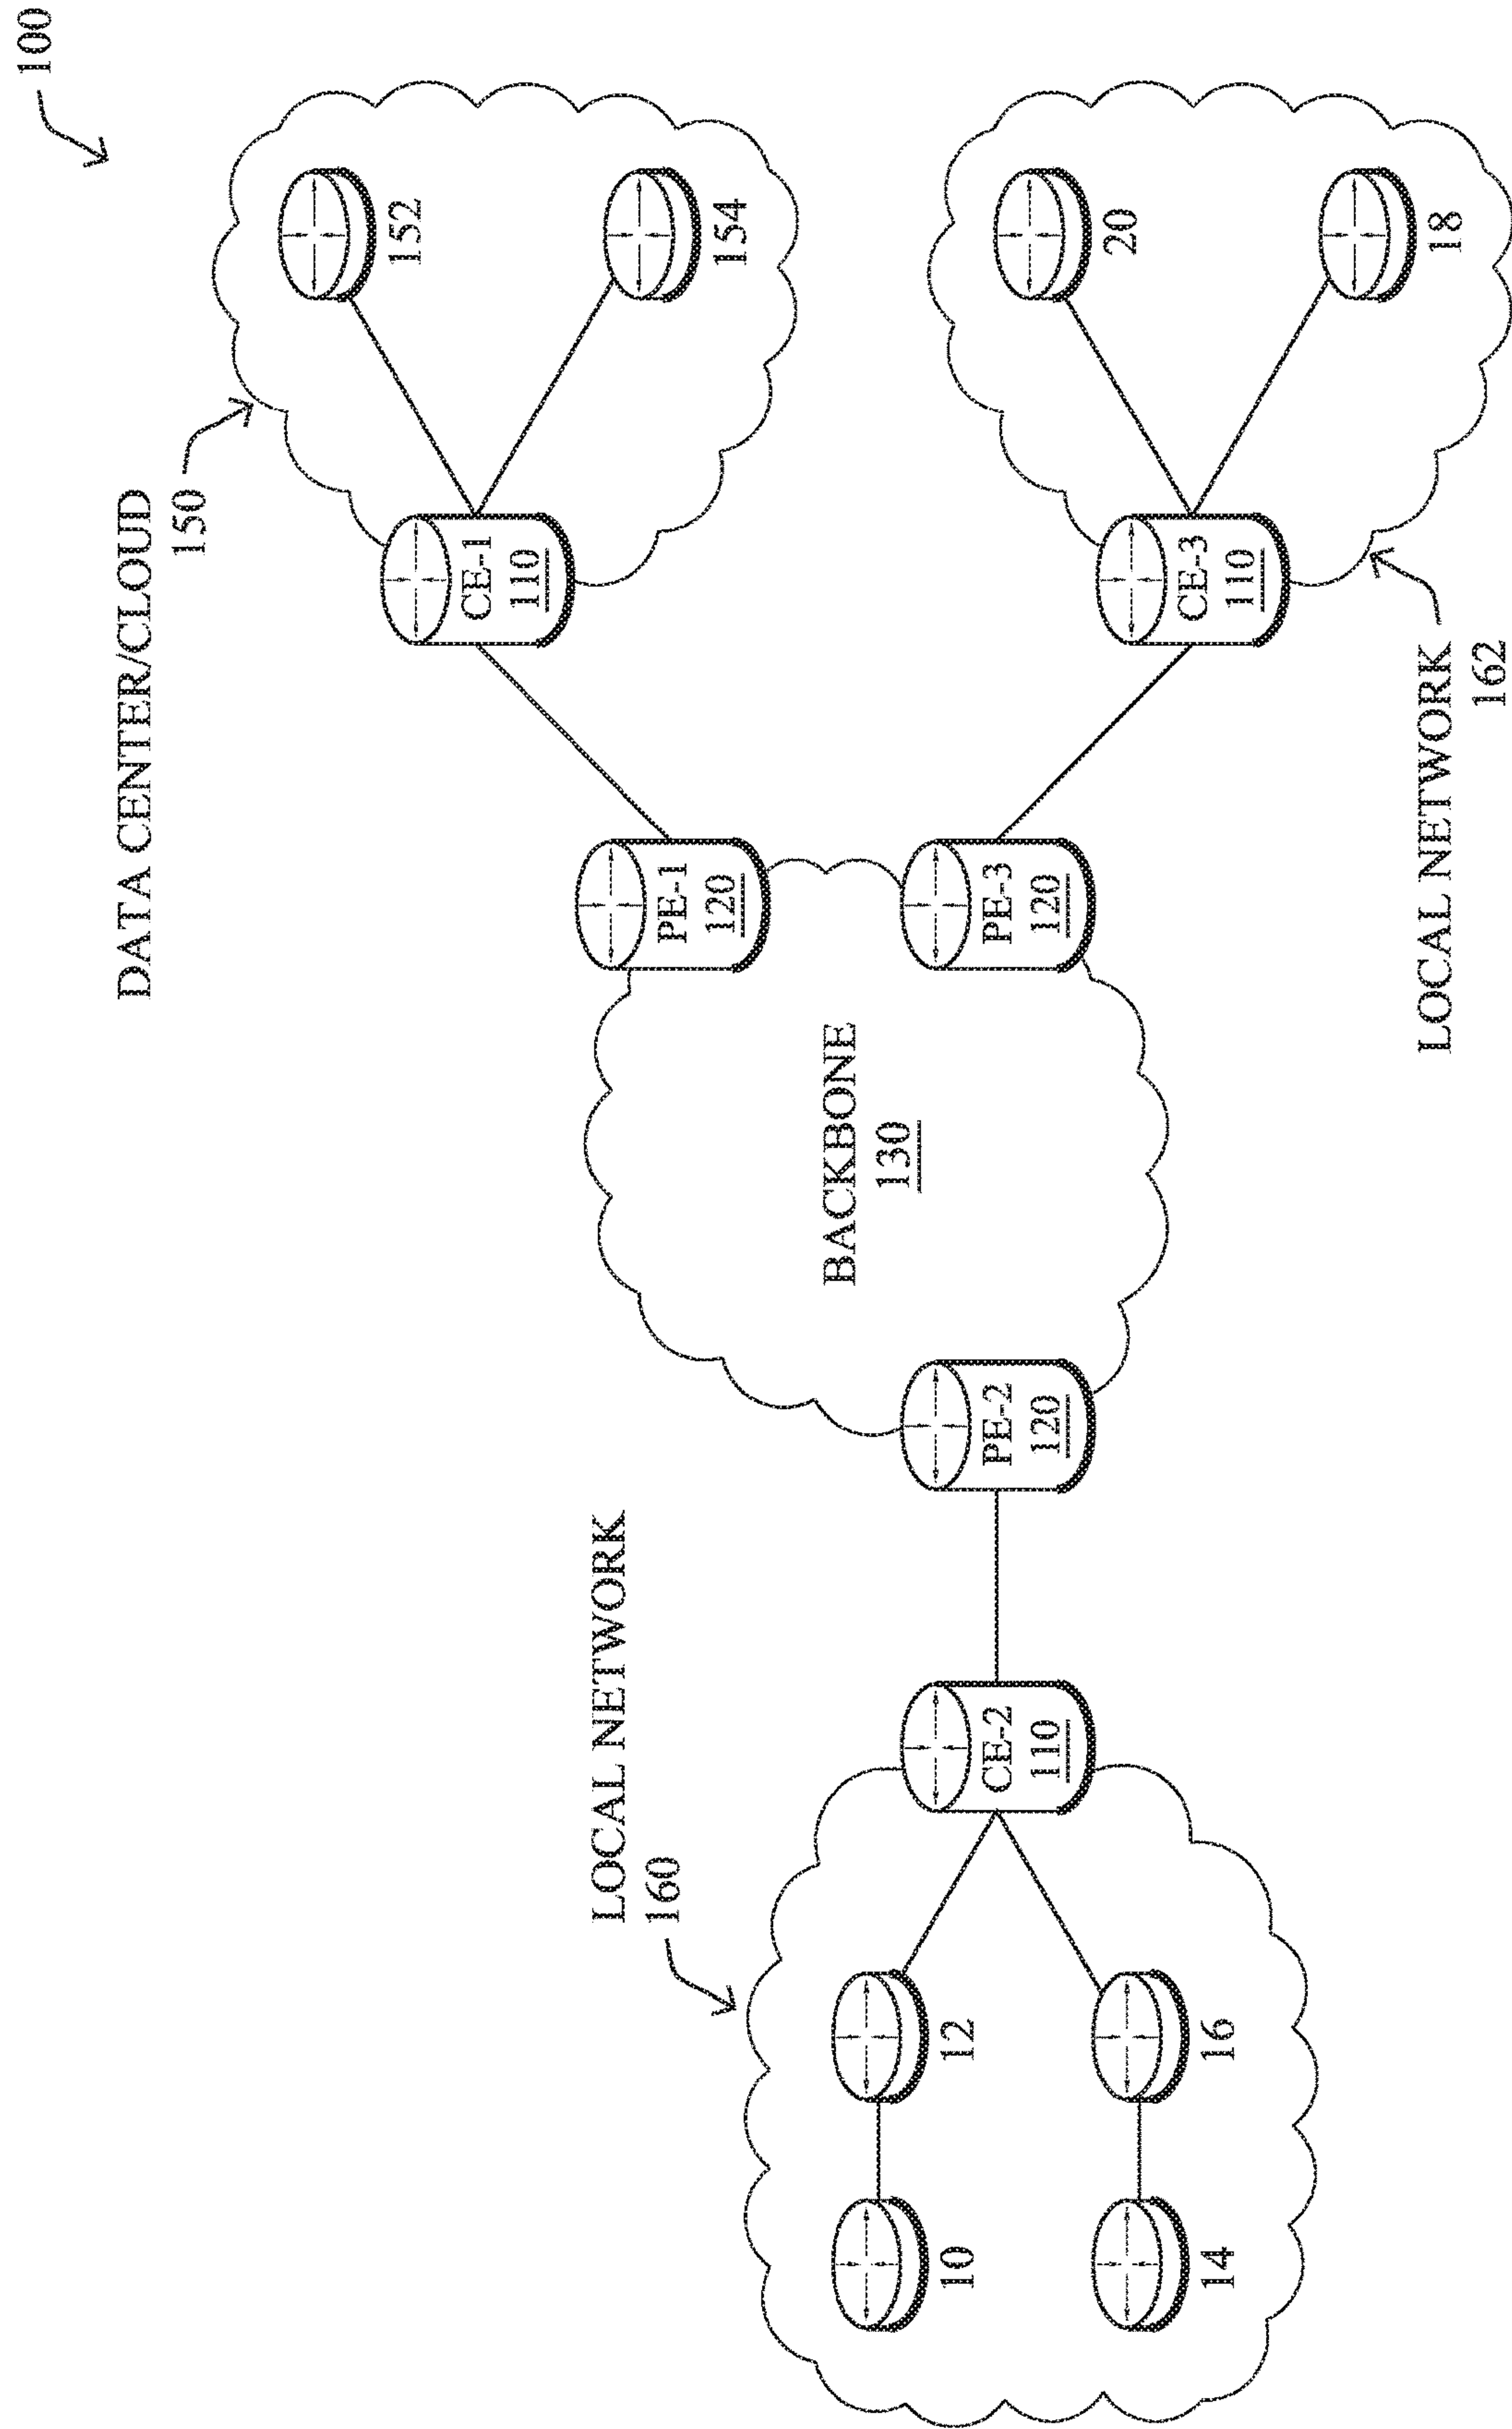 100
DATA CENTER/CLOUD
150
152
154
CE-1
110
PE-1
120
LOCAL NETWORK
160
BACKBONE
130
10
12
CE-2
110
PE-2
120
PE-3
120
20
CE-3
110
14
16
18
LOCAL NETWORK
162